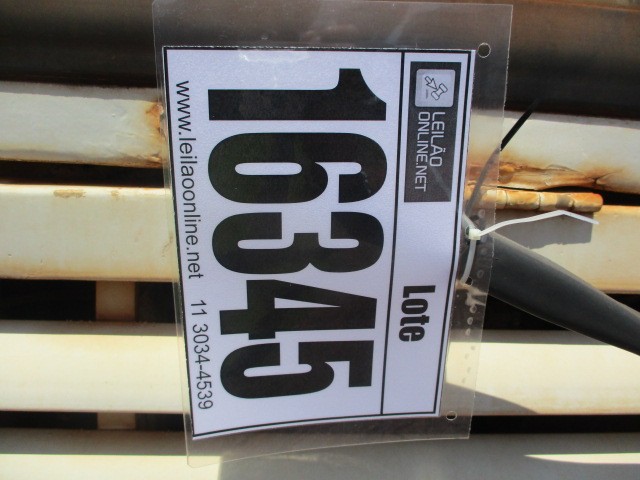 LEILÃO
ONLINE.NET
Lote
16345
www.leilaoonline.net 11 3034-4539